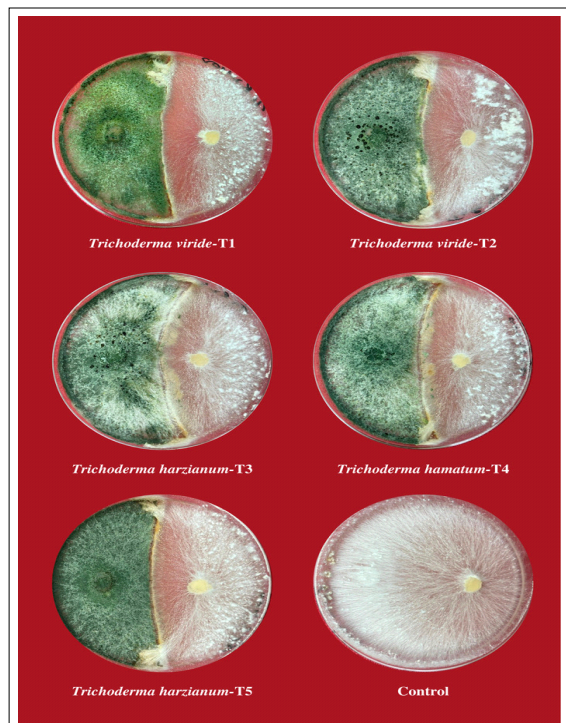 Trichoderma viride-T1
Trichoderma viride-T2
Trichoderma harzianum-T3
Trichoderma hamatum-T4
Trichoderma harzianum-T5
Control